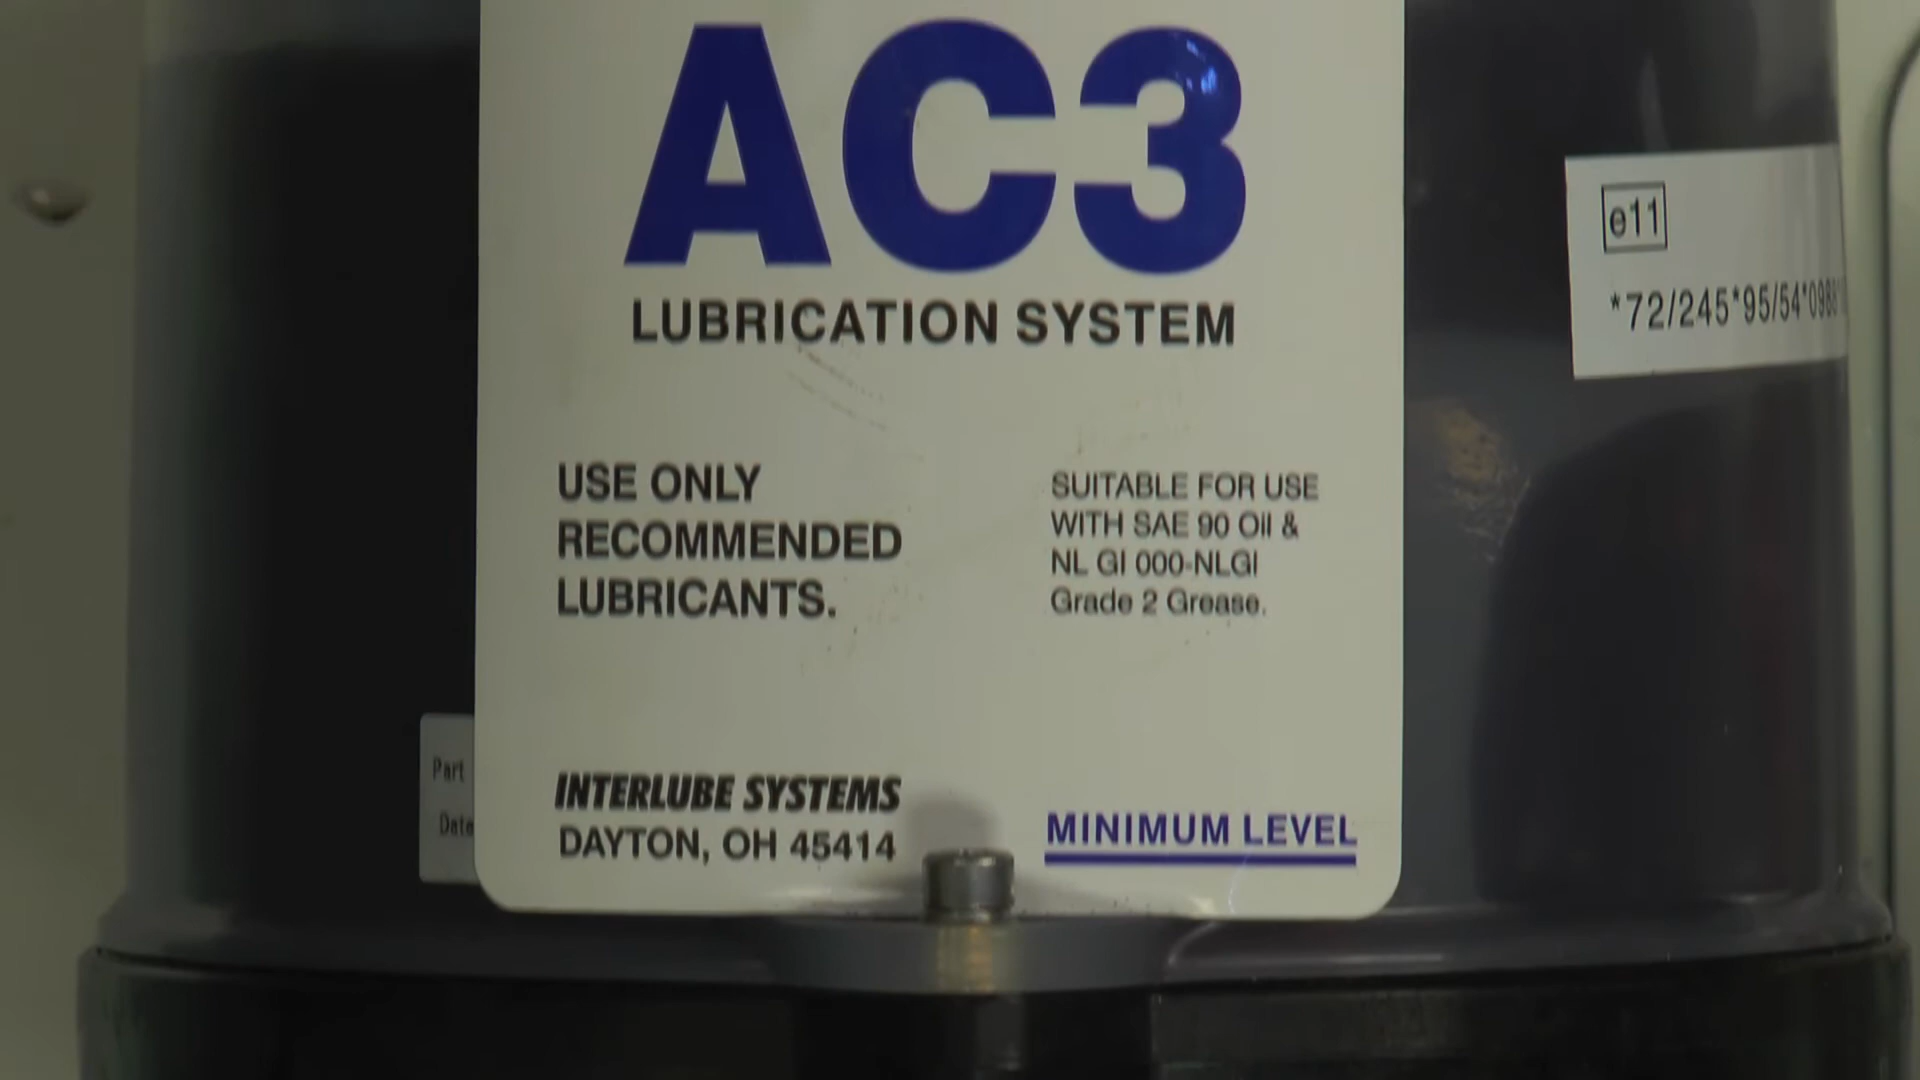 AC3
LUBRICATION SYSTEM
USE ONLY
RECOMMENDED
LUBRICANTS.
SUITABLE FOR USE
WITH SAE 90 Oil &
NL GI 000-NLGI
Grade 2 Grease.
INTERLUBE SYSTEMS
DAYTON, OH 45414
MINIMUM LEVEL
e11
*72/245*95/54*098
Part
Date